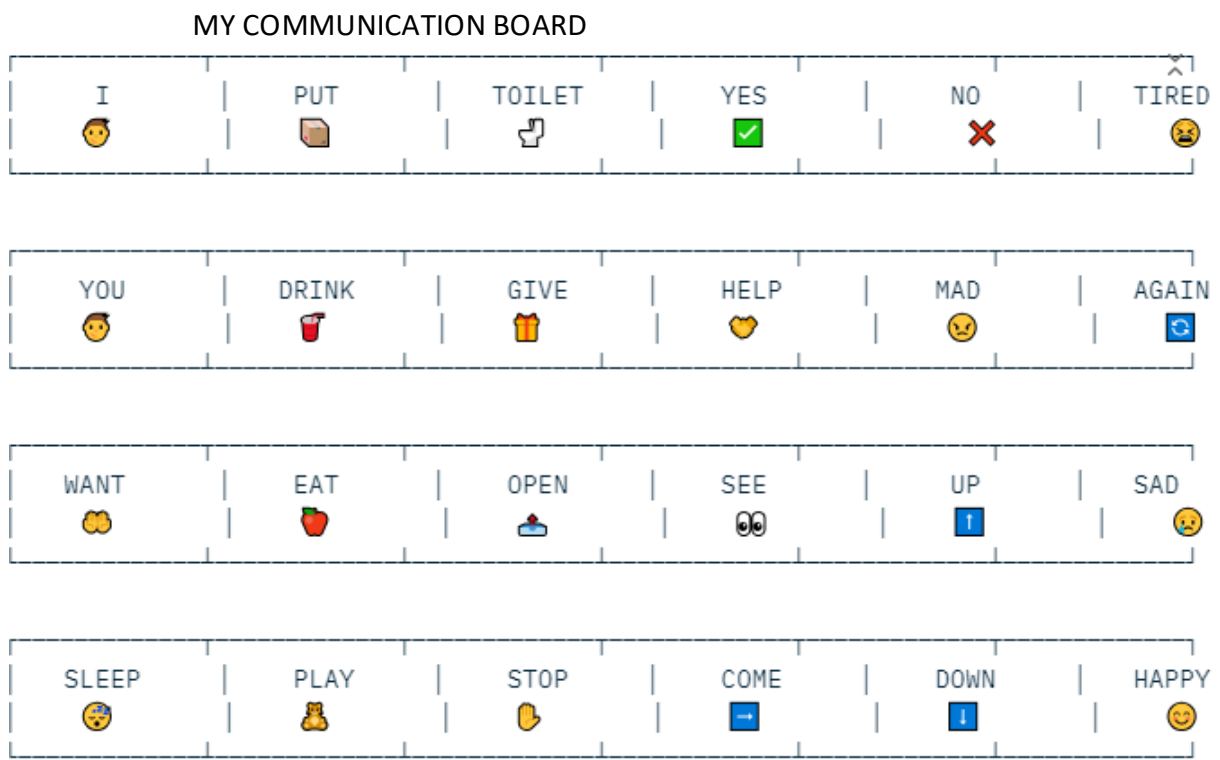 MY COMMUNICATION BOARD
I PUT TOILET YES NO TIRED
YOU DRINK GIVE HELP MAD AGAIN
WANT EAT OPEN SEE UP SAD
SLEEP PLAY STOP COME DOWN HAPPY